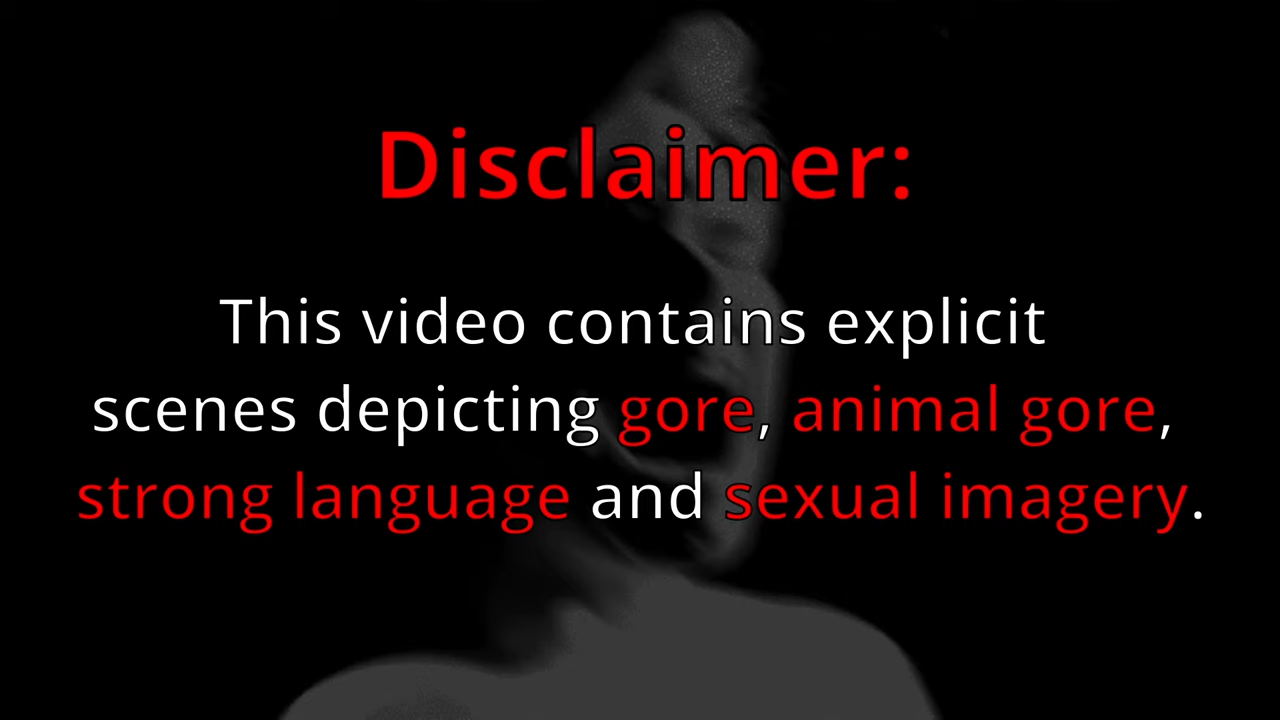 Disclaimer:
This video contains explicit
scenes depicting gore, animal gore,
strong language and sexual imagery.